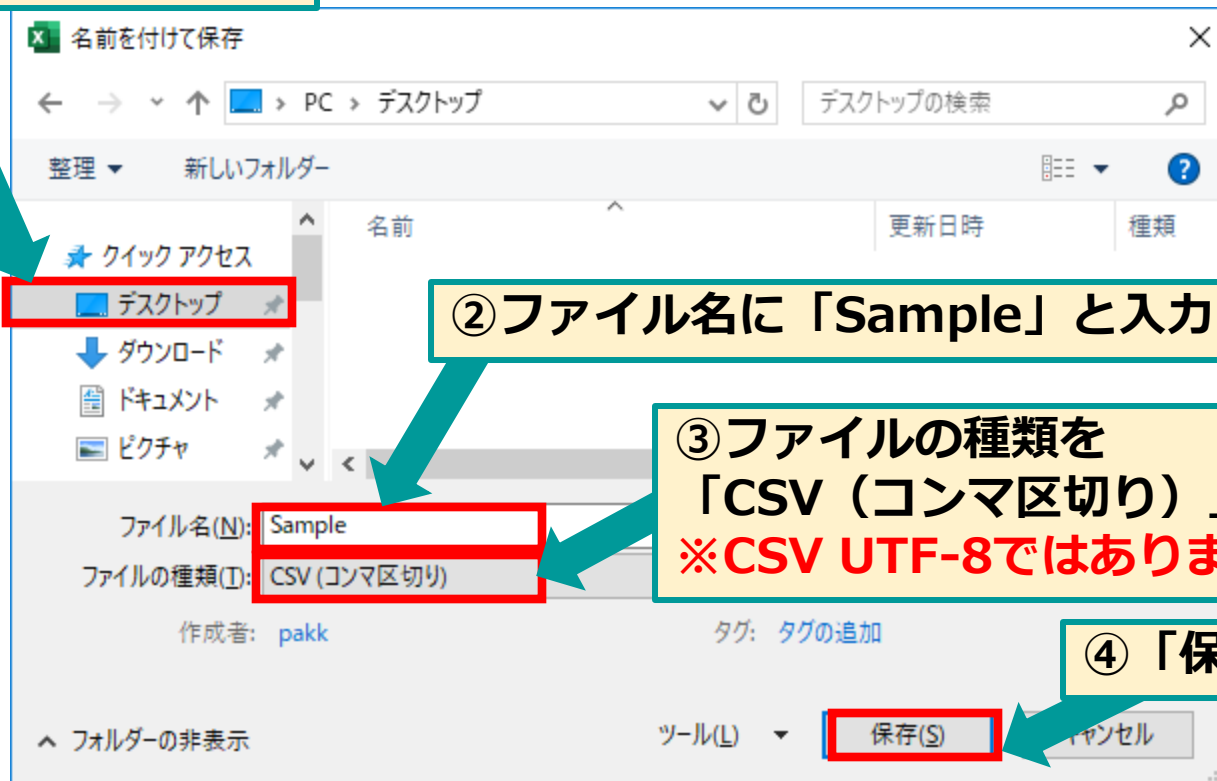 名前を付けて保存
PC › デスクトップ
デスクトップの検索
整理
新しいフォルダー
名前
更新日時
種類
クイック アクセス
デスクトップ
ダウンロード
ドキュメント
ピクチャ
②ファイル名に「Sample」と入力
③ファイルの種類を
「CSV（コンマ区切り）」
※CSV UTF-8ではありま
ファイル名(N): Sample
ファイルの種類(T): CSV (コンマ区切り)
作成者: pakk
タグ: タグの追加
④「保
フォルダーの非表示
ツール(L)
保存(S)
ャンセル